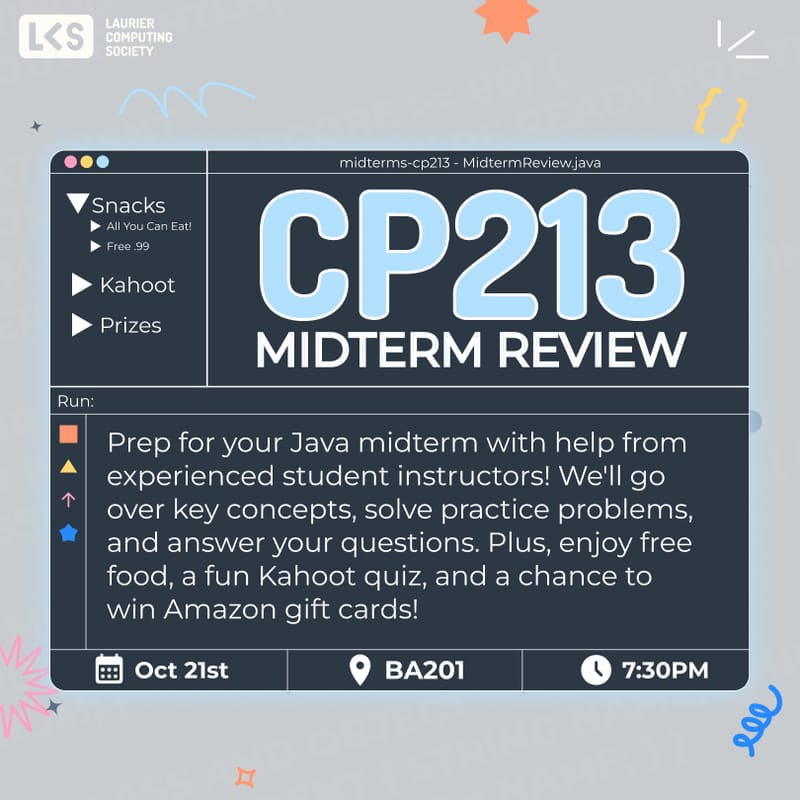 LCS
LAURIER
COMPUTING
SOCIETY
{ }
midterms-cp213 - MidtermReview.java
Snacks
All You Can Eat!
Free .99
Kahoot
Prizes
CP213
MIDTERM REVIEW
Run:
Prep for your Java midterm with help from
experienced student instructors! We'll go
over key concepts, solve practice problems,
and answer your questions. Plus, enjoy free
food, a fun Kahoot quiz, and a chance to
win Amazon gift cards!
Oct 21st
BA201
7:30PM